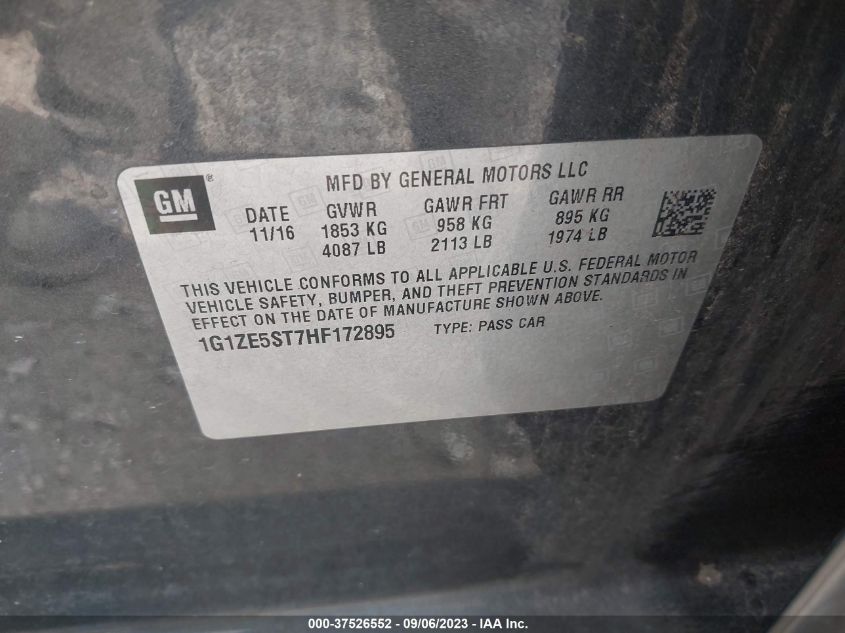 GM ®
MFD BY GENERAL MOTORS LLC
DATE GVWR GAWR FRT GAWR RR
11/16 1853 KG 958 KG 895 KG
4087 LB 2113 LB 1974 LB
THIS VEHICLE CONFORMS TO ALL APPLICABLE U.S. FEDERAL MOTOR
VEHICLE SAFETY, BUMPER, AND THEFT PREVENTION STANDARDS IN
EFFECT ON THE DATE OF MANUFACTURE SHOWN ABOVE.
1G1ZE5ST7HF172895 TYPE: PASS CAR
000-37526552 - 09/06/2023 - IAA Inc.